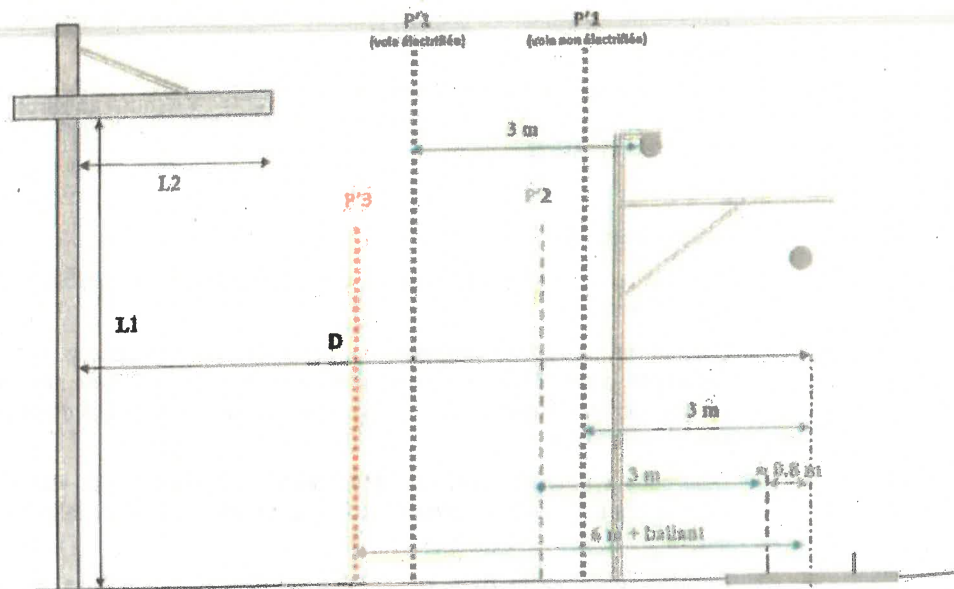 P'1
(voie électrifiée)
P'1
(voie non électrifiée)
3 m
L2
P'3
P'2
L1
D
3 m
3 m
≈ 0.8 m
6 m + ballant